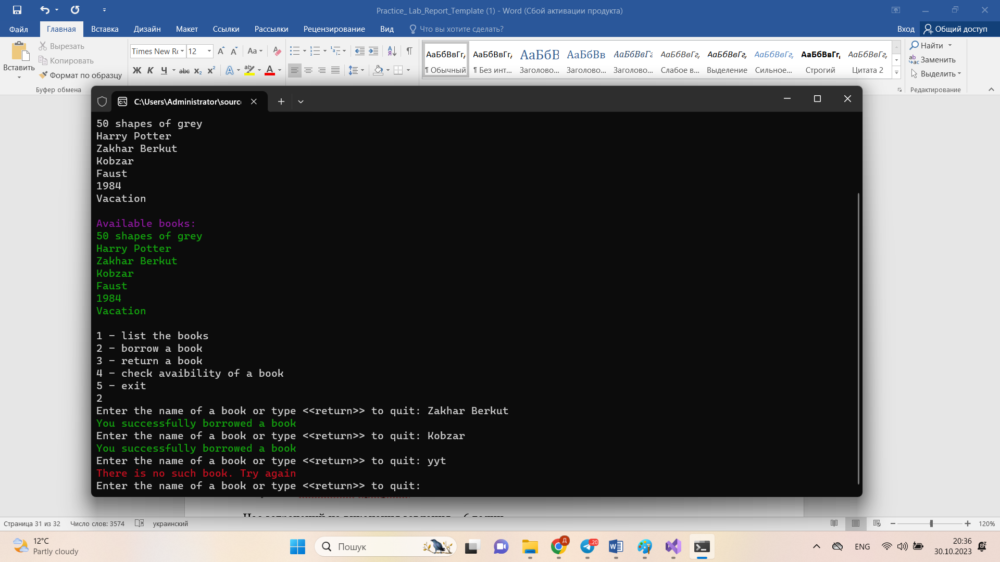 Practice_ Lab_Report_Template (1) - Word (Сбой активации продукта)
Файл Главная Вставка Дизайн Макет Ссылки Рассылки Рецензирование Вид Что вы хотите сделать? Вход Общий доступ
Вставить
Вырезать
Копировать
Формат по образцу
Буфер обмена
Times New Rc 12 Aa
Ж К Ч abc x₂ x² A ab A
АаБбВвГг, АаБбВвГг, АаБбВ АаБбВв АаБбВвГг АаБбВвГг, АаБбВвГг, АаБбВвГг, АаБбВвГг, АаБбВвГг,
¶ Обычный ¶ Без инт... Заголово... Заголово... Заголово... Слабое в... Выделение Сильное... Строгий Цитата 2
Найти
Заменить
Выделить
Редактирование
C:\Users\Administrator\sourc
50 shapes of grey
Harry Potter
Zakhar Berkut
Kobzar
Faust
1984
Vacation
Available books:
50 shapes of grey
Harry Potter
Zakhar Berkut
Kobzar
Faust
1984
Vacation
1 - list the books
2 - borrow a book
3 - return a book
4 - check avaibility of a book
5 - exit
2
Enter the name of a book or type <<return>> to quit: Zakhar Berkut
You successfully borrowed a book
Enter the name of a book or type <<return>> to quit: Kobzar
You successfully borrowed a book
Enter the name of a book or type <<return>> to quit: yyt
There is no such book. Try again
Enter the name of a book or type <<return>> to quit:
Страница 31 из 32 Число слов: 3574 украинский 120%
12°C
Partly cloudy
Пошук
Д
20
ENG
20:36
30.10.2023